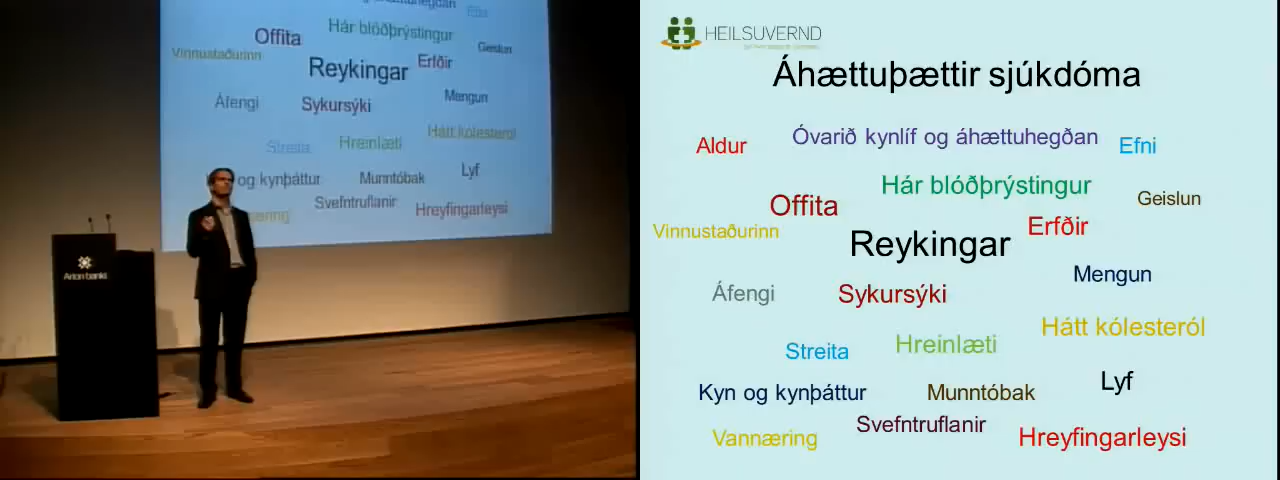 Efni
Hár blóðþrýstingur
Offita
Geislun
Vinnustaðurinn
Erfðir
Reykingar
Mengun
Áfengi
Sykursýki
Hátt kólesteról
Streita
Hreinlæti
Lyf
og kynþáttur
Munntóbak
Svefntruflanir
Hreyfingarleysi
Arion banki
HEILSUVERND
Áhættuþættir sjúkdóma
Aldur
Óvarið kynlíf og áhættuhegðan
Efni
Hár blóðþrýstingur
Geislun
Offita
Erfðir
Vinnustaðurinn
Reykingar
Mengun
Áfengi
Sykursýki
Hátt kólesteról
Streita
Hreinlæti
Lyf
Kyn og kynþáttur
Munntóbak
Svefntruflanir
Vannæring
Hreyfingarleysi